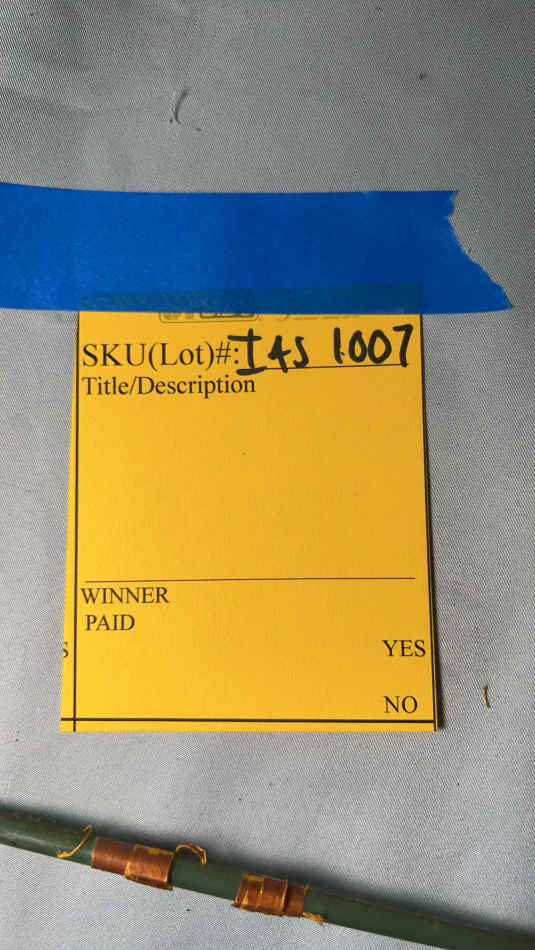 SKU(Lot)#: I4S 1007
Title/Description
WINNER
PAID
S YES
NO